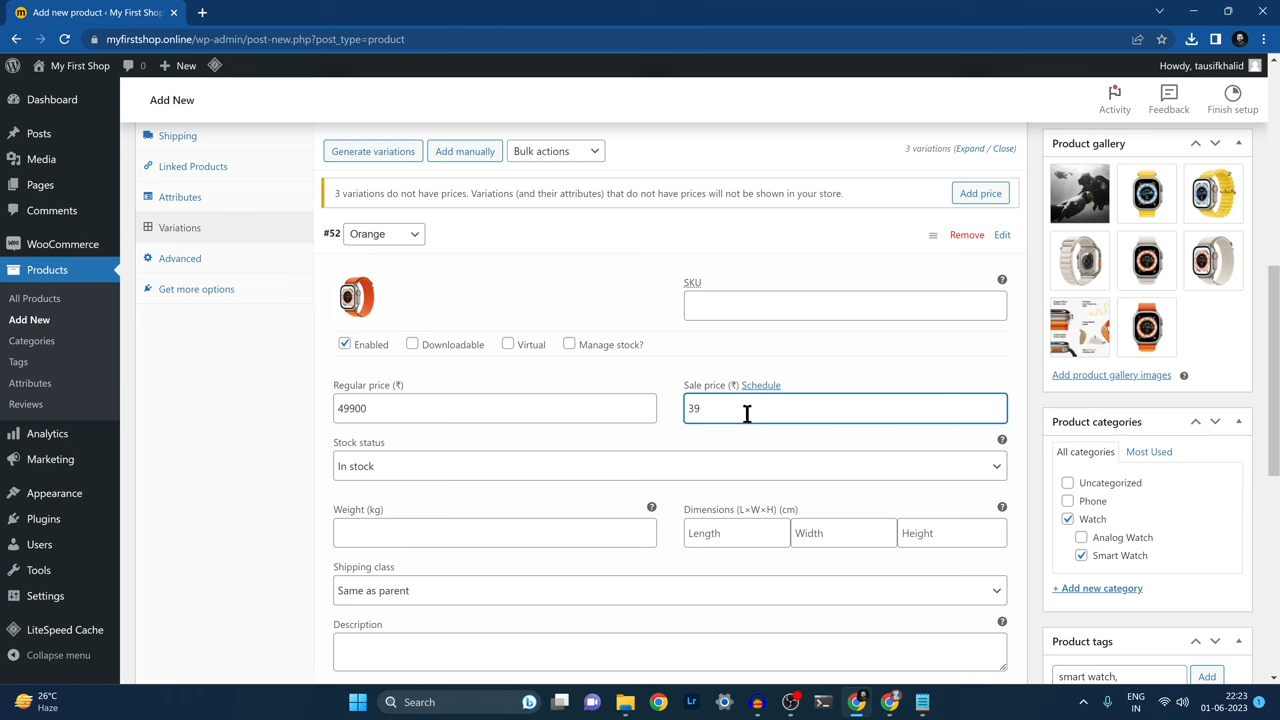 Add new product ‹ My First Shop
myfirstshop.online/wp-admin/post-new.php?post_type=product
My First Shop
0
New
Howdy, tausifkhalid
Dashboard
Posts
Media
Pages
Comments
WooCommerce
Products
All Products
Add New
Categories
Tags
Attributes
Reviews
Analytics
Marketing
Appearance
Plugins
Users
Tools
Settings
LiteSpeed Cache
Collapse menu
Add New
Activity
Feedback
Finish setup
Shipping
Linked Products
Attributes
Variations
Advanced
Get more options
Generate variations
Add manually
Bulk actions
3 variations (Expand / Close)
3 variations do not have prices. Variations (and their attributes) that do not have prices will not be shown in your store.
Add price
#52 Orange
Remove
Edit
SKU
Enabled
Downloadable
Virtual
Manage stock?
Regular price (₹)
49900
Sale price (₹) Schedule
39
Stock status
In stock
Weight (kg)
Dimensions (L×W×H) (cm)
Length
Width
Height
Shipping class
Same as parent
Description
Product gallery
Add product gallery images
Product categories
All categories
Most Used
Uncategorized
Phone
Watch
Analog Watch
Smart Watch
+ Add new category
Product tags
smart watch,
Add
26°C
Haze
Search
ENG
IN
22:23
01-06-2023
1